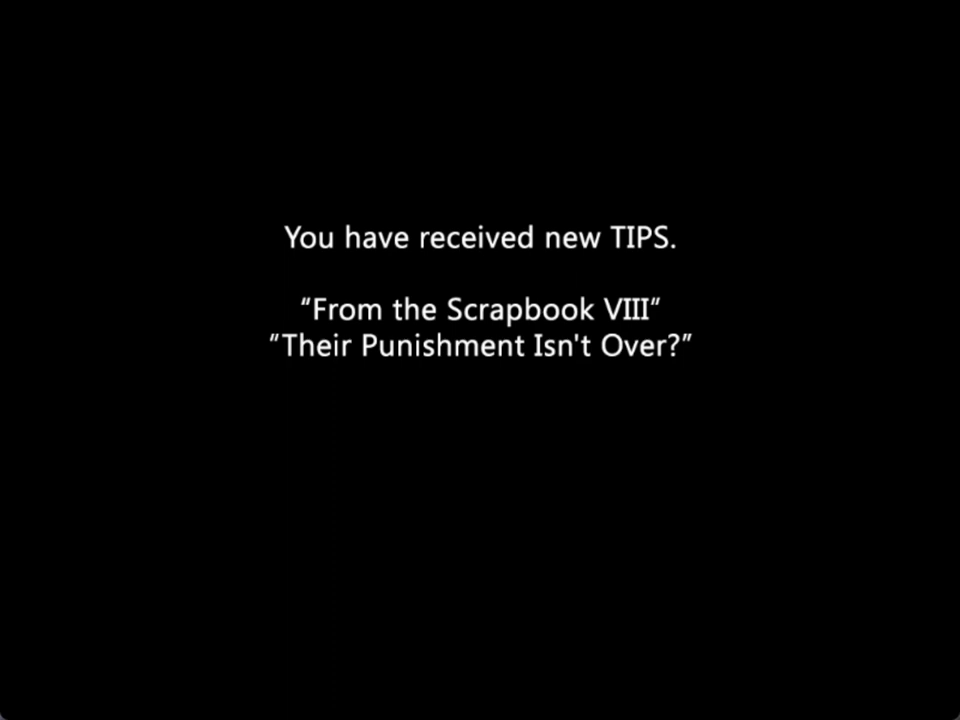 You have received new TIPS.
“From the Scrapbook VIII”
”Their Punishment Isn't Over?”